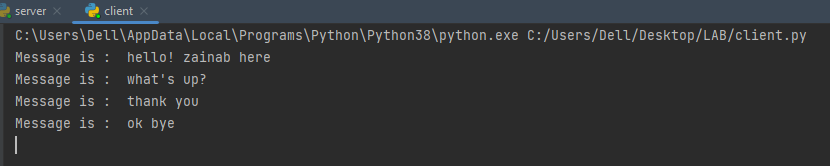 server × client ×
C:\Users\Dell\AppData\Local\Programs\Python\Python38\python.exe C:/Users/Dell/Desktop/LAB/client.py
Message is :  hello! zainab here
Message is :  what's up?
Message is :  thank you
Message is :  ok bye